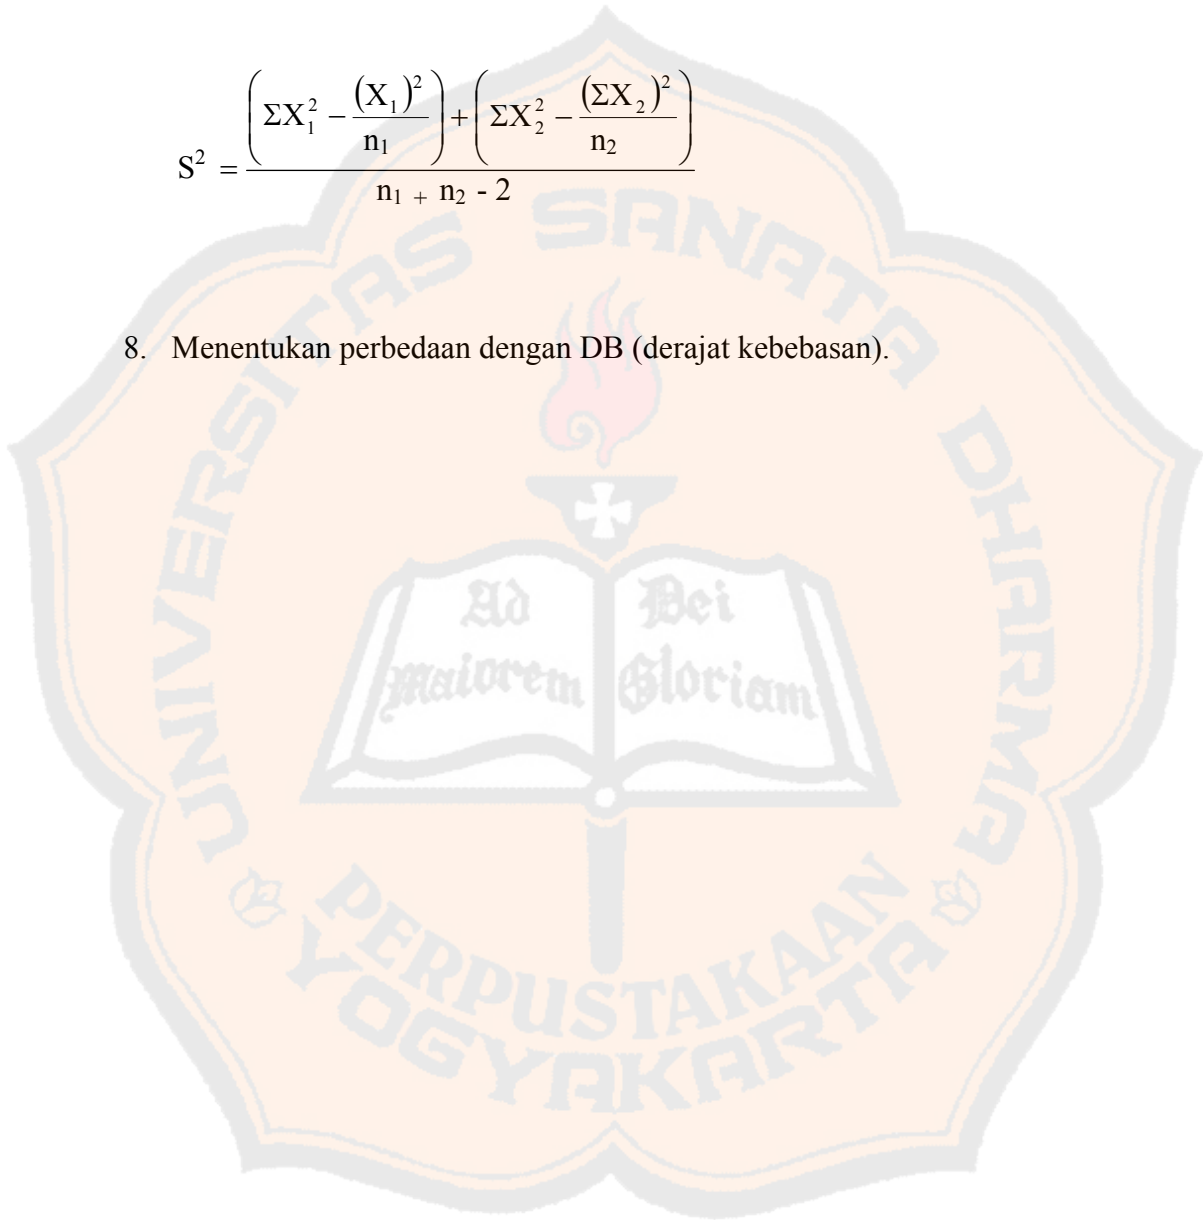 S² = ((ΣX₁² − (X₁)²/n₁) + (ΣX₂² − (ΣX₂)²/n₂)) / (n₁ + n₂ - 2)
8. Menentukan perbedaan dengan DB (derajat kebebasan).
UNIVERSITAS SANATA DHARMA
Ad Dei
maiorem Gloriam
PERPUSTAKAAN
YOGYAKARTA